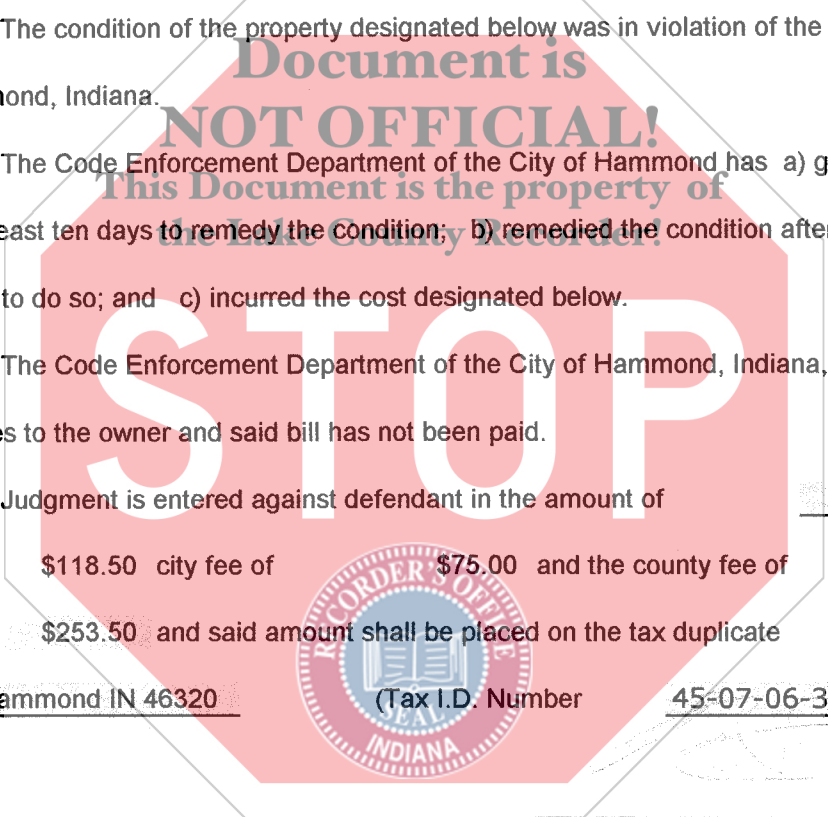 The condition of the property designated below was in violation of the
Document is
ond, Indiana.
NOT OFFICIAL!
The Code Enforcement Department of the City of Hammond has a) g
This Document is the property of
east ten days to remedy the condition; b) remedied the condition after
the Lake County Recorder!
to do so; and c) incurred the cost designated below.
STOP
The Code Enforcement Department of the City of Hammond, Indiana,
s to the owner and said bill has not been paid.
Judgment is entered against defendant in the amount of
$118.50 city fee of $75.00 and the county fee of
RECORDER'S OFFICE
$253.50 and said amount shall be placed on the tax duplicate
ammond IN 46320 (Tax I.D. Number 45-07-06-3
SEAL
INDIANA